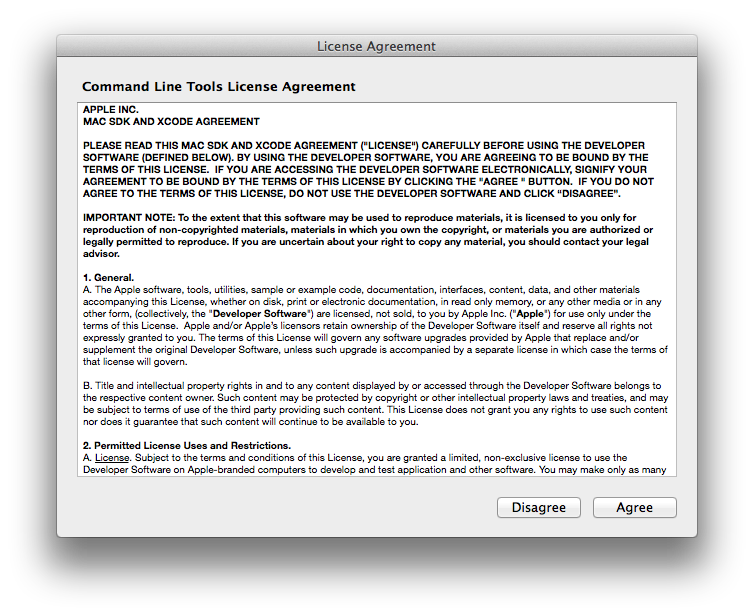 License Agreement
Command Line Tools License Agreement
APPLE INC.
MAC SDK AND XCODE AGREEMENT
PLEASE READ THIS MAC SDK AND XCODE AGREEMENT ("LICENSE") CAREFULLY BEFORE USING THE DEVELOPER
SOFTWARE (DEFINED BELOW). BY USING THE DEVELOPER SOFTWARE, YOU ARE AGREEING TO BE BOUND BY THE
TERMS OF THIS LICENSE.  IF YOU ARE ACCESSING THE DEVELOPER SOFTWARE ELECTRONICALLY, SIGNIFY YOUR
AGREEMENT TO BE BOUND BY THE TERMS OF THIS LICENSE BY CLICKING THE "AGREE " BUTTON.  IF YOU DO NOT
AGREE TO THE TERMS OF THIS LICENSE, DO NOT USE THE DEVELOPER SOFTWARE AND CLICK “DISAGREE”.
IMPORTANT NOTE: To the extent that this software may be used to reproduce materials, it is licensed to you only for
reproduction of non-copyrighted materials, materials in which you own the copyright, or materials you are authorized or
legally permitted to reproduce. If you are uncertain about your right to copy any material, you should contact your legal
advisor.
1. General.
A. The Apple software, tools, utilities, sample or example code, documentation, interfaces, content, data, and other materials
accompanying this License, whether on disk, print or electronic documentation, in read only memory, or any other media or in any
other form, (collectively, the "Developer Software") are licensed, not sold, to you by Apple Inc. ("Apple") for use only under the
terms of this License.  Apple and/or Apple’s licensors retain ownership of the Developer Software itself and reserve all rights not
expressly granted to you. The terms of this License will govern any software upgrades provided by Apple that replace and/or
supplement the original Developer Software, unless such upgrade is accompanied by a separate license in which case the terms of
that license will govern.
B. Title and intellectual property rights in and to any content displayed by or accessed through the Developer Software belongs to
the respective content owner. Such content may be protected by copyright or other intellectual property laws and treaties, and may
be subject to terms of use of the third party providing such content. This License does not grant you any rights to use such content
nor does it guarantee that such content will continue to be available to you.
2. Permitted License Uses and Restrictions.
A. License. Subject to the terms and conditions of this License, you are granted a limited, non-exclusive license to use the
Developer Software on Apple-branded computers to develop and test application and other software. You may make only as many
Disagree
Agree